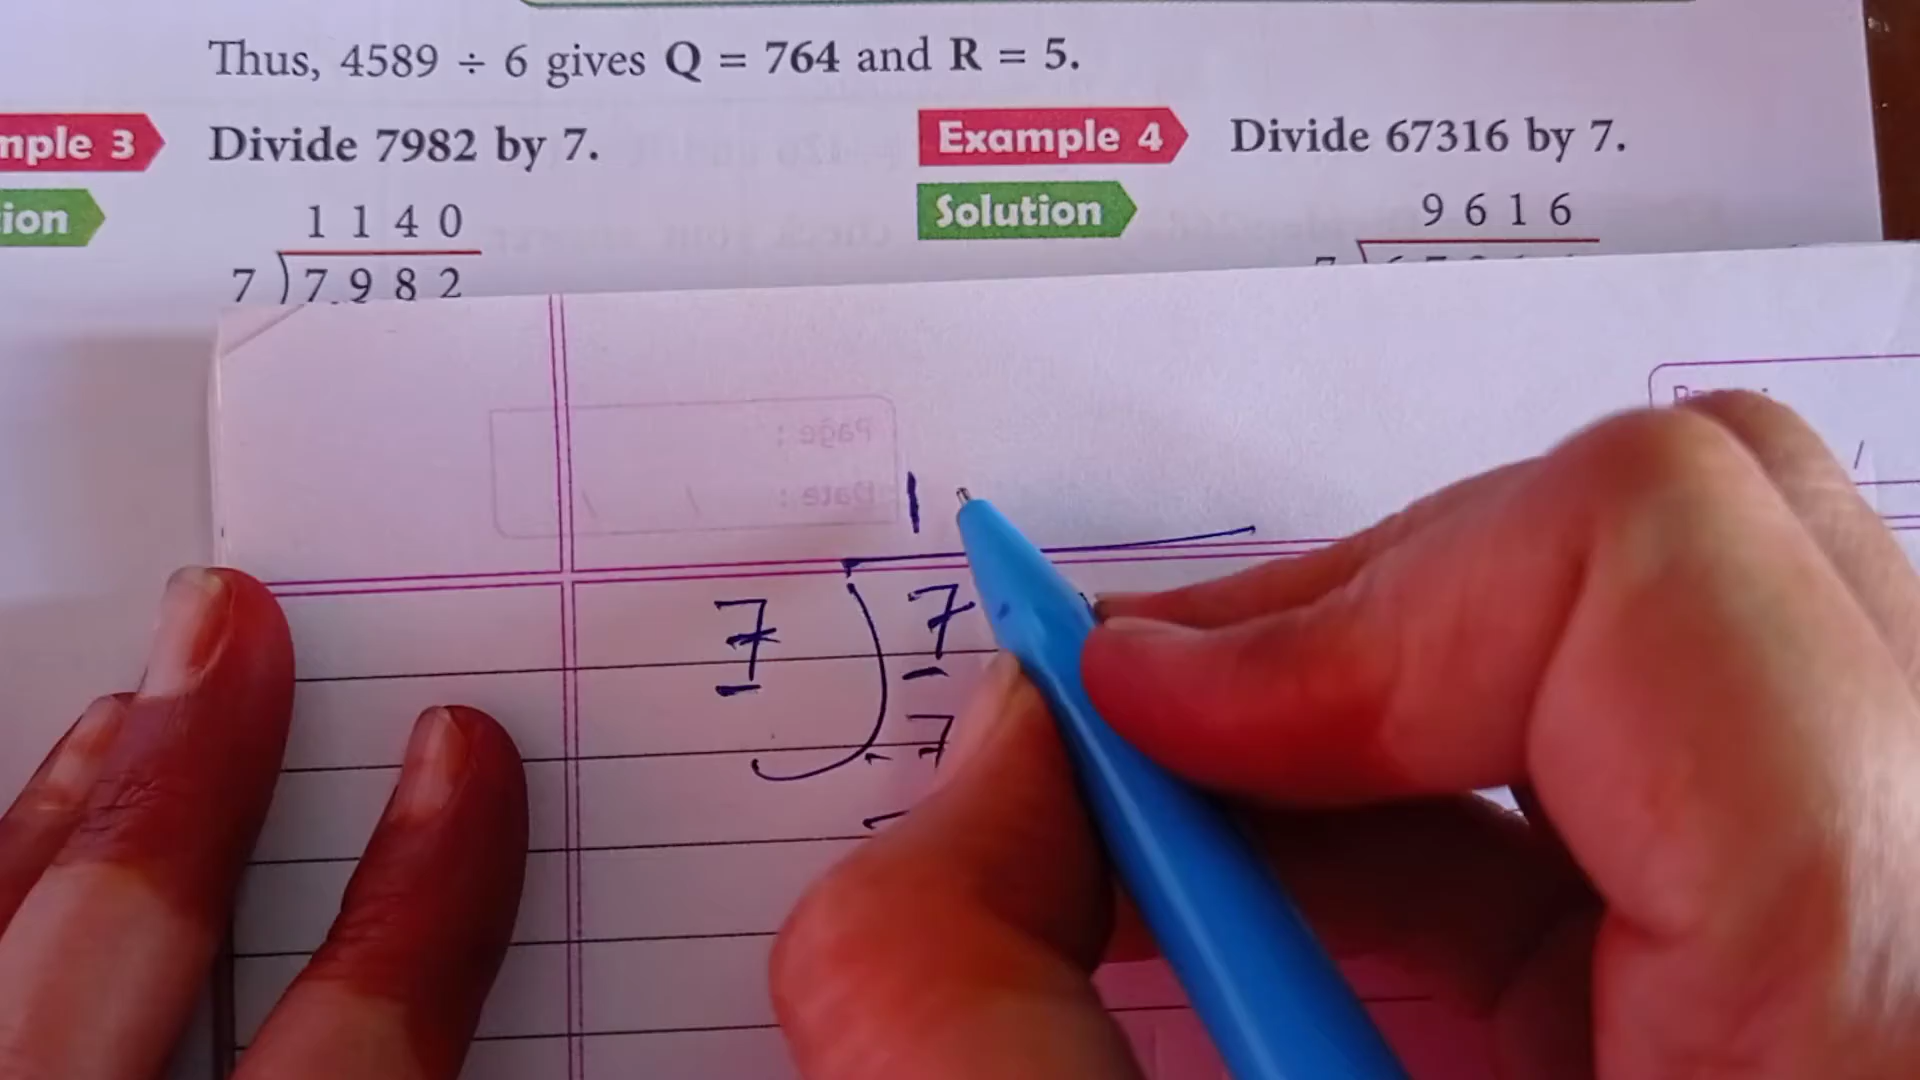 Thus, 4589 ÷ 6 gives Q = 764 and R = 5.
mple 3 Divide 7982 by 7.
ion
1 1 4 0
7 ) 7 9 8 2
Example 4 Divide 67316 by 7.
Solution
9 6 1 6
Page :
Date : / /
1
7 ) 7
- 7
/